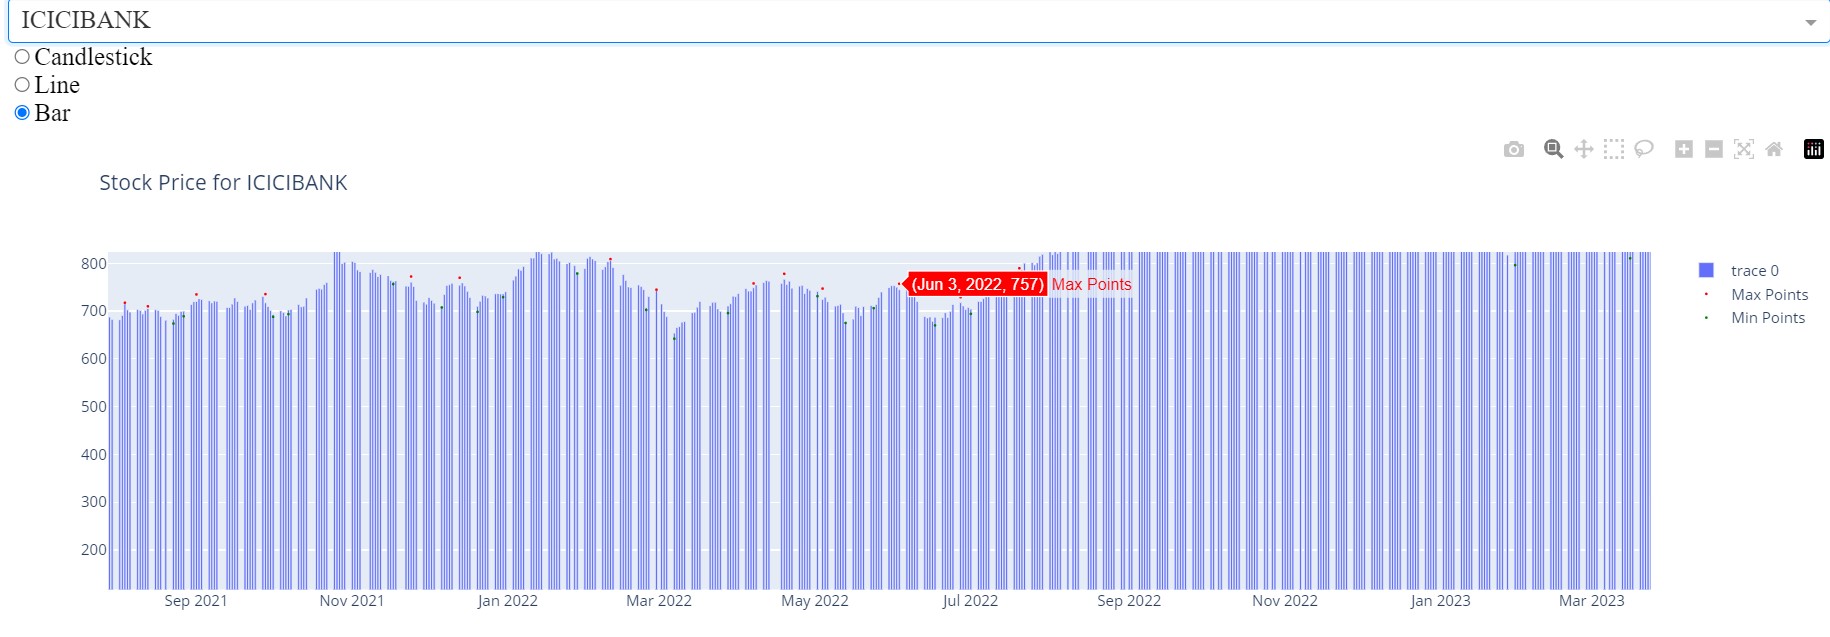 ICICIBANK
Candlestick
Line
Bar
Stock Price for ICICIBANK
800
700
600
500
400
300
200
(Jun 3, 2022, 757) Max Points
trace 0
Max Points
Min Points
Sep 2021 Nov 2021 Jan 2022 Mar 2022 May 2022 Jul 2022 Sep 2022 Nov 2022 Jan 2023 Mar 2023